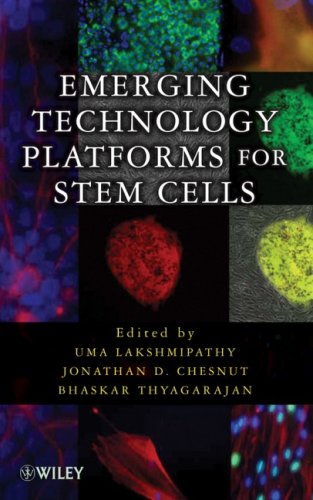 EMERGING
TECHNOLOGY
PLATFORMS FOR
STEM CELLS
Edited by
UMA LAKSHMIPATHY
JONATHAN D. CHESNUT
BHASKAR THYAGARAJAN
WILEY